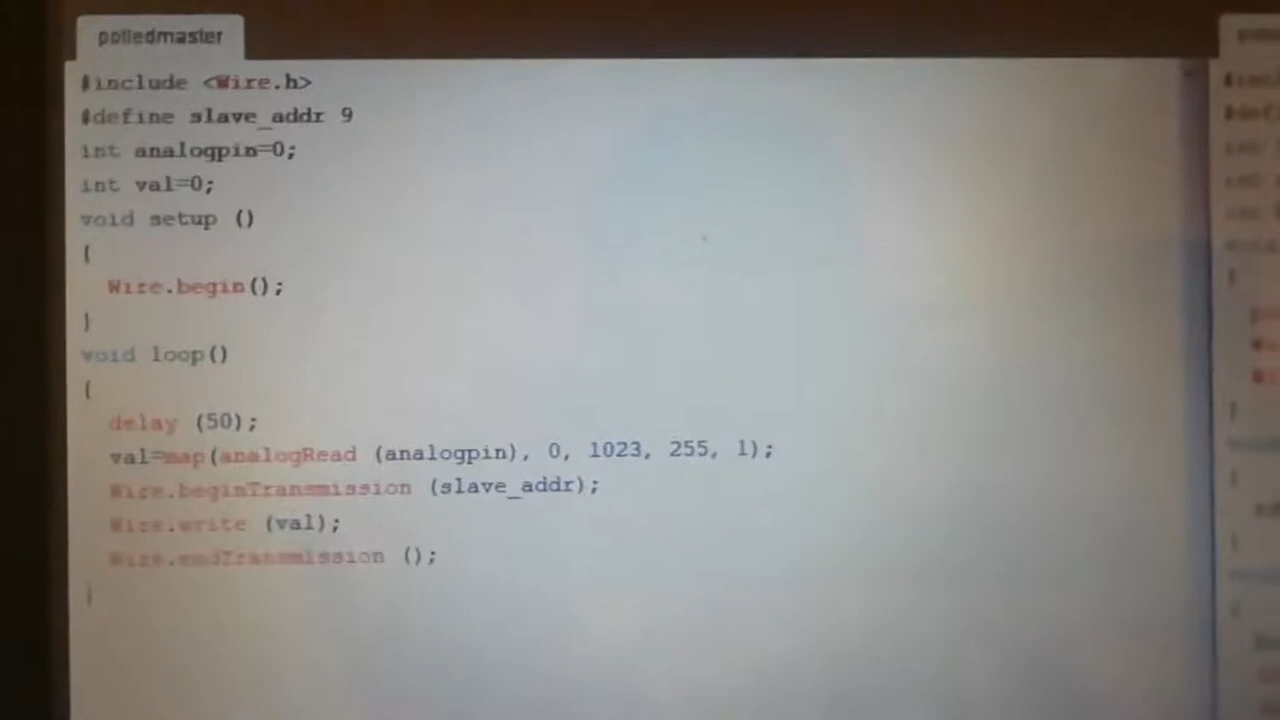 polledmaster
#include <Wire.h>
#define slave_addr 9
int analogpin=0;
int val=0;
void setup ()
{
Wire.begin();
}
void loop()
{
delay (50);
val=map(analogRead (analogpin), 0, 1023, 255, 1);
Wire.beginTransmission (slave_addr);
Wire.write (val);
Wire.endTransmission ();
}